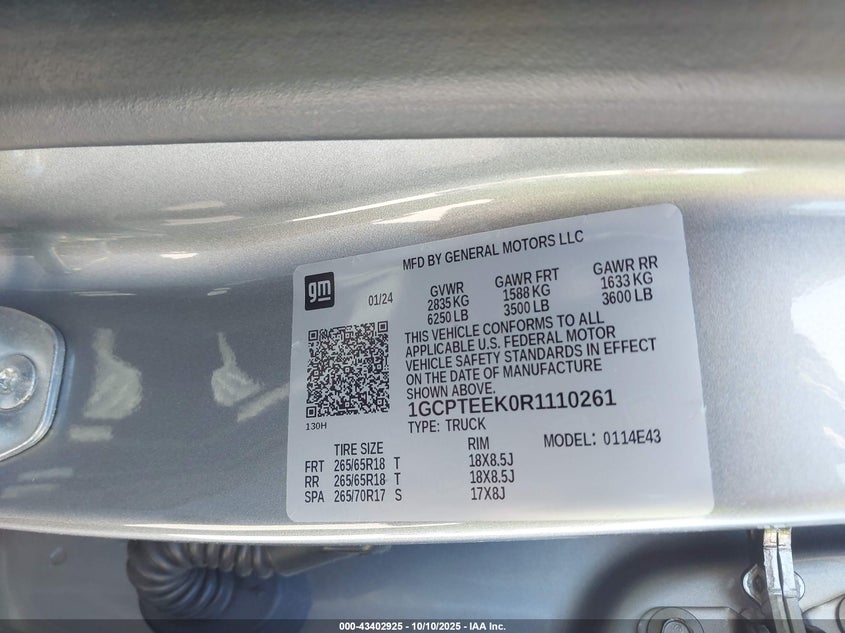 MFD BY GENERAL MOTORS LLC
gm
01/24
GVWR GAWR FRT GAWR RR
2835 KG 1588 KG 1633 KG
6250 LB 3500 LB 3600 LB
THIS VEHICLE CONFORMS TO ALL
APPLICABLE U.S. FEDERAL MOTOR
VEHICLE SAFETY STANDARDS IN EFFECT
ON THE DATE OF MANUFACTURE
SHOWN ABOVE.
1GCPTEEK0R1110261
130H
TYPE: TRUCK MODEL: 0114E43
TIRE SIZE RIM
FRT 265/65R18 T 18X8.5J
RR 265/65R18 T 18X8.5J
SPA 265/70R17 S 17X8J
000-43402925 - 10/10/2025 - IAA Inc.